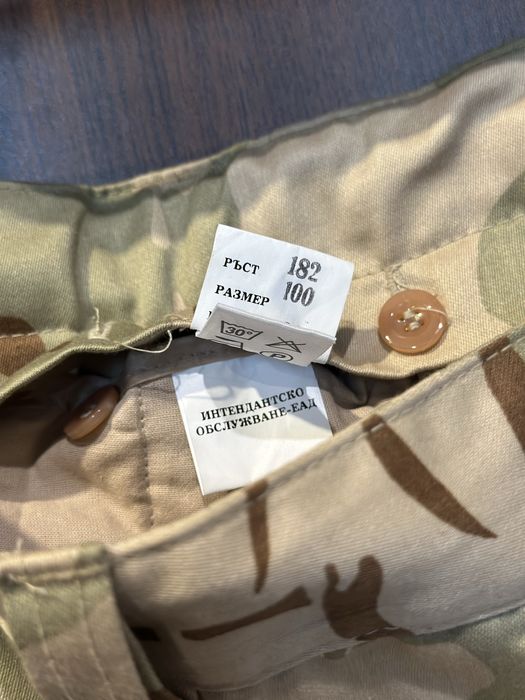 РЪСТ 182
РАЗМЕР 100
30°
P
ИНТЕНДАНТСКО
ОБСЛУЖВАНЕ-ЕАД